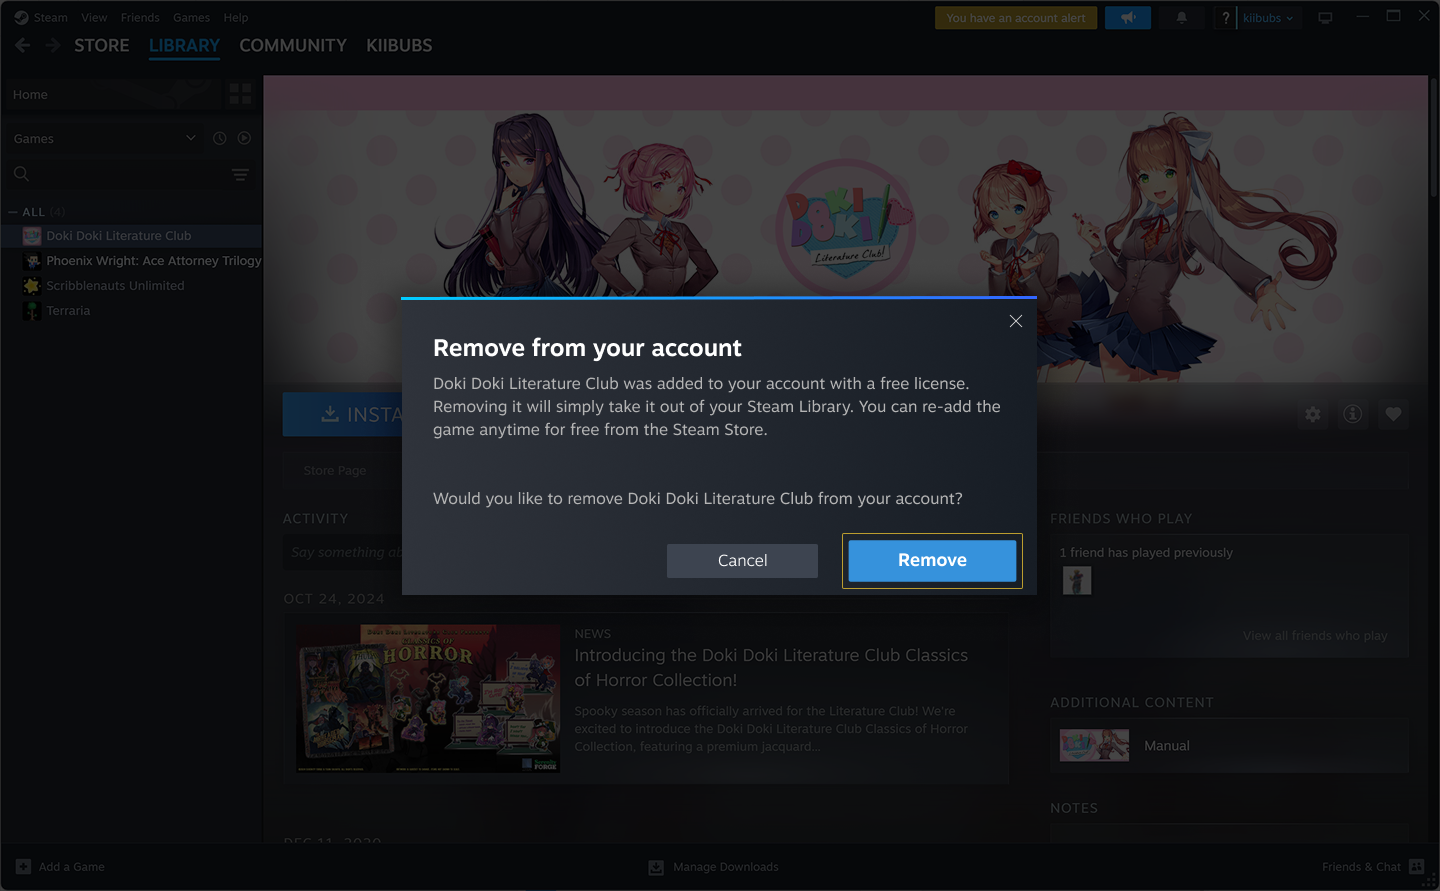 Steam View Friends Games Help
You have an account alert
? kiibubs
STORE LIBRARY COMMUNITY KIIBUBS
Home
Games
ALL (4)
Doki Doki Literature Club
Phoenix Wright: Ace Attorney Trilogy
Scribblenauts Unlimited
Terraria
DOKI
DOKI
Literature Club!
Remove from your account
Doki Doki Literature Club was added to your account with a free license.
Removing it will simply take it out of your Steam Library. You can re-add the
game anytime for free from the Steam Store.
Would you like to remove Doki Doki Literature Club from your account?
Cancel
Remove
INSTA
Store Page
ACTIVITY
Say something ab
OCT 24, 2024
CLASSICS OF
HORROR
NEWS
Introducing the Doki Doki Literature Club Classics
of Horror Collection!
Spooky season has officially arrived for the Literature Club! We're
excited to introduce the Doki Doki Literature Club Classics of Horror
Collection, featuring a premium jacquard...
DEC 11, 2020
FRIENDS WHO PLAY
1 friend has played previously
View all friends who play
ADDITIONAL CONTENT
Manual
NOTES
Add a Game
Manage Downloads
Friends & Chat